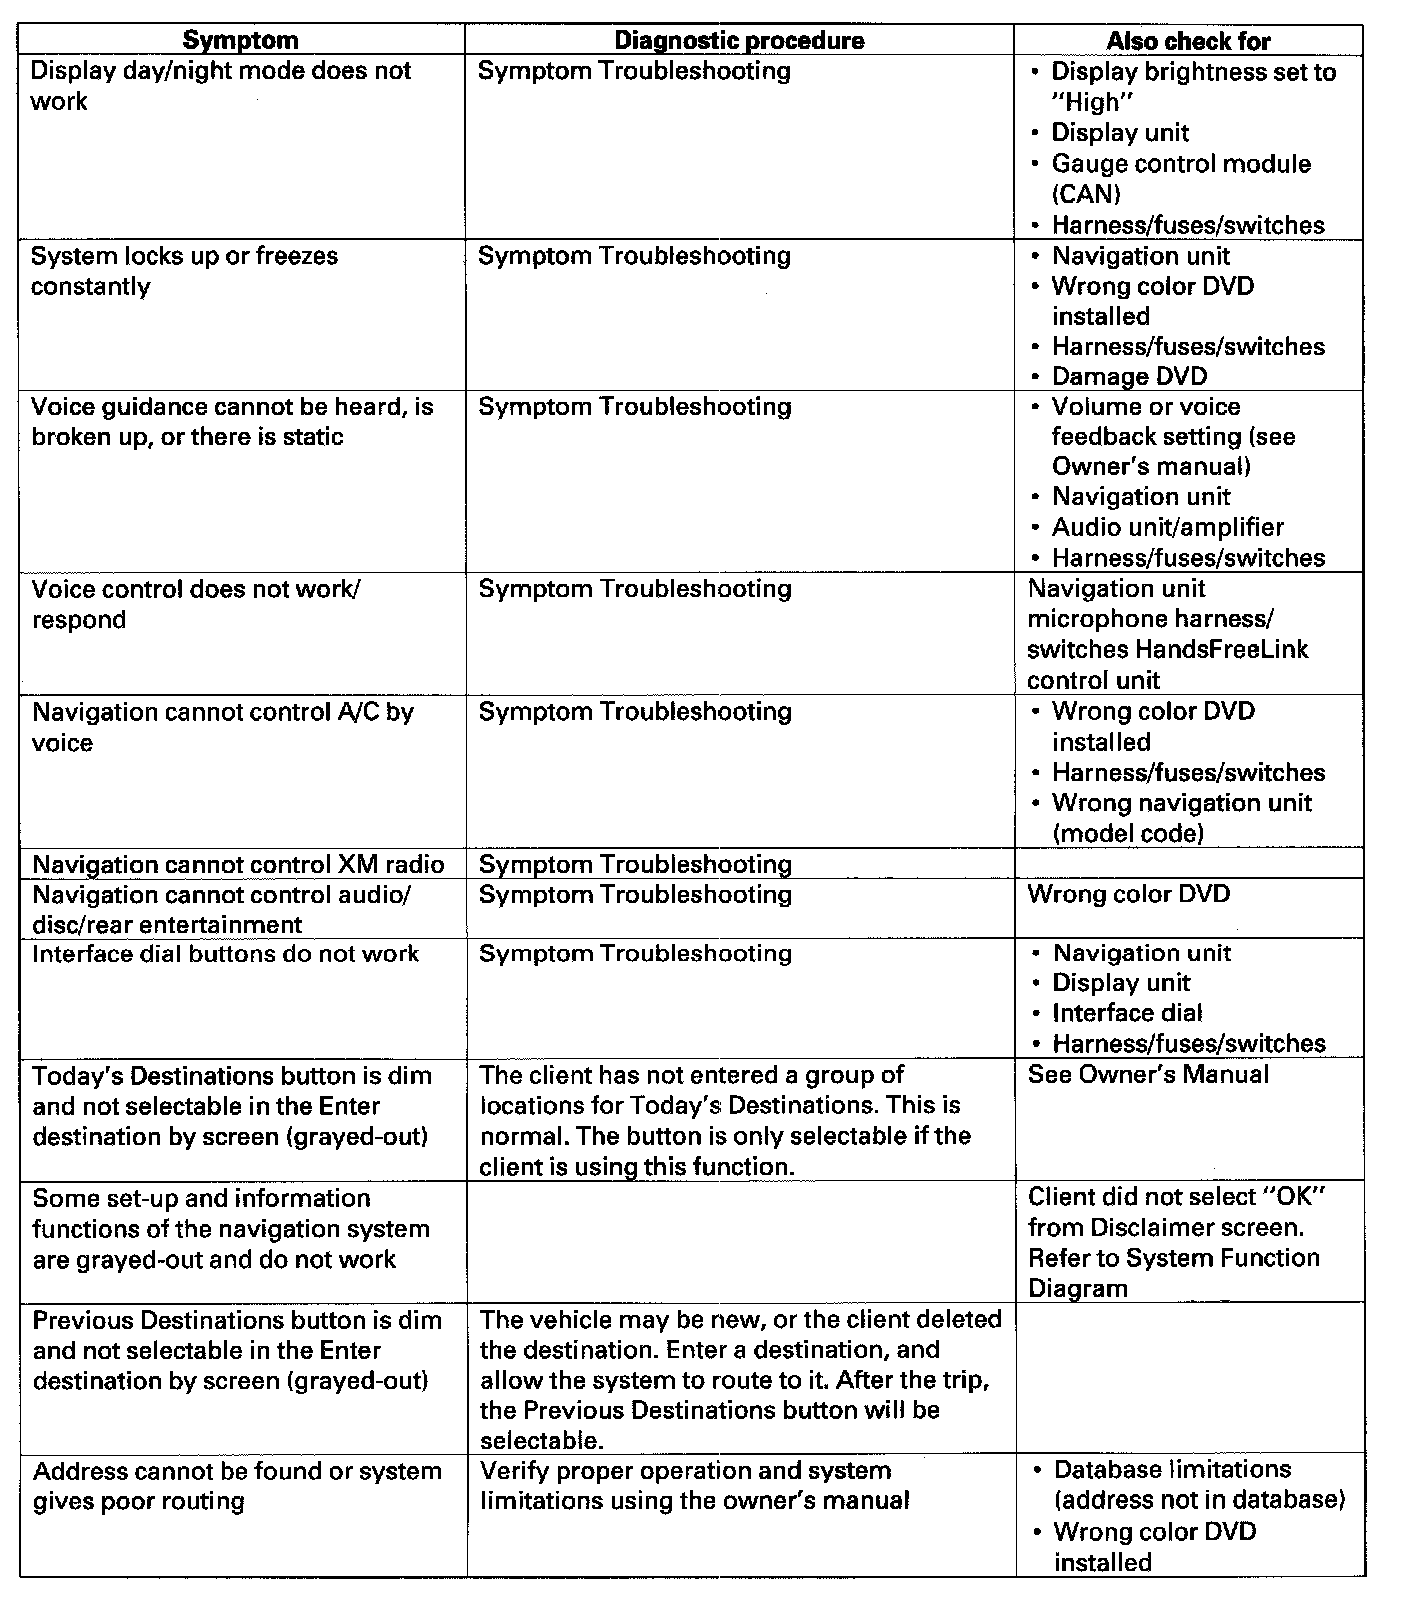 Symptom Diagnostic procedure Also check for
Display day/night mode does not
work
Symptom Troubleshooting
• Display brightness set to
"High"
• Display unit
• Gauge control module
(CAN)
• Harness/fuses/switches
System locks up or freezes
constantly
Symptom Troubleshooting
• Navigation unit
• Wrong color DVD
installed
• Harness/fuses/switches
• Damage DVD
Voice guidance cannot be heard, is
broken up, or there is static
Symptom Troubleshooting
• Volume or voice
feedback setting (see
Owner's manual)
• Navigation unit
• Audio unit/amplifier
• Harness/fuses/switches
Voice control does not work/
respond
Symptom Troubleshooting
Navigation unit
microphone harness/
switches HandsFreeLink
control unit
Navigation cannot control A/C by
voice
Symptom Troubleshooting
• Wrong color DVD
installed
• Harness/fuses/switches
• Wrong navigation unit
(model code)
Navigation cannot control XM radio
Symptom Troubleshooting
Navigation cannot control audio/
disc/rear entertainment
Symptom Troubleshooting
Wrong color DVD
Interface dial buttons do not work
Symptom Troubleshooting
• Navigation unit
• Display unit
• Interface dial
• Harness/fuses/switches
Today's Destinations button is dim
and not selectable in the Enter
destination by screen (grayed-out)
The client has not entered a group of
locations for Today's Destinations. This is
normal. The button is only selectable if the
client is using this function.
See Owner's Manual
Some set-up and information
functions of the navigation system
are grayed-out and do not work
Client did not select "OK"
from Disclaimer screen.
Refer to System Function
Diagram
Previous Destinations button is dim
and not selectable in the Enter
destination by screen (grayed-out)
The vehicle may be new, or the client deleted
the destination. Enter a destination, and
allow the system to route to it. After the trip,
the Previous Destinations button will be
selectable.
Address cannot be found or system
gives poor routing
Verify proper operation and system
limitations using the owner's manual
• Database limitations
(address not in database)
• Wrong color DVD
installed